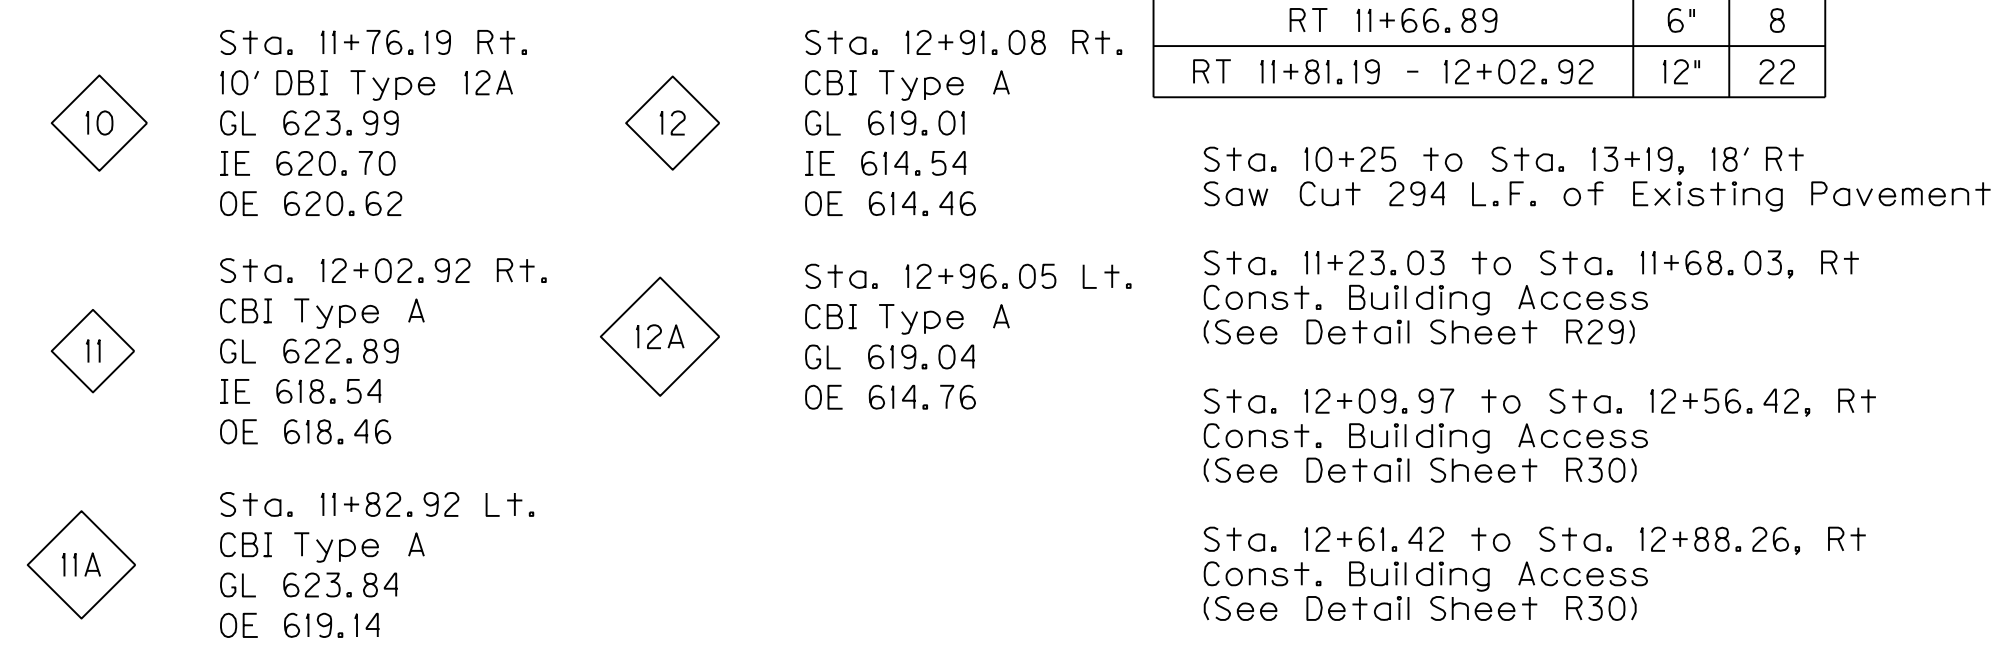 10
Sta. 11+76.19 Rt.
10' DBI Type 12A
GL 623.99
IE 620.70
OE 620.62
11
Sta. 12+02.92 Rt.
CBI Type A
GL 622.89
IE 618.54
OE 618.46
11A
Sta. 11+82.92 Lt.
CBI Type A
GL 623.84
OE 619.14
12
Sta. 12+91.08 Rt.
CBI Type A
GL 619.01
IE 614.54
OE 614.46
12A
Sta. 12+96.05 Lt.
CBI Type A
GL 619.04
OE 614.76
RT 11+66.89 6" 8
RT 11+81.19 - 12+02.92 12" 22
Sta. 10+25 to Sta. 13+19, 18' Rt
Saw Cut 294 L.F. of Existing Pavement
Sta. 11+23.03 to Sta. 11+68.03, Rt
Const. Building Access
(See Detail Sheet R29)
Sta. 12+09.97 to Sta. 12+56.42, Rt
Const. Building Access
(See Detail Sheet R30)
Sta. 12+61.42 to Sta. 12+88.26, Rt
Const. Building Access
(See Detail Sheet R30)